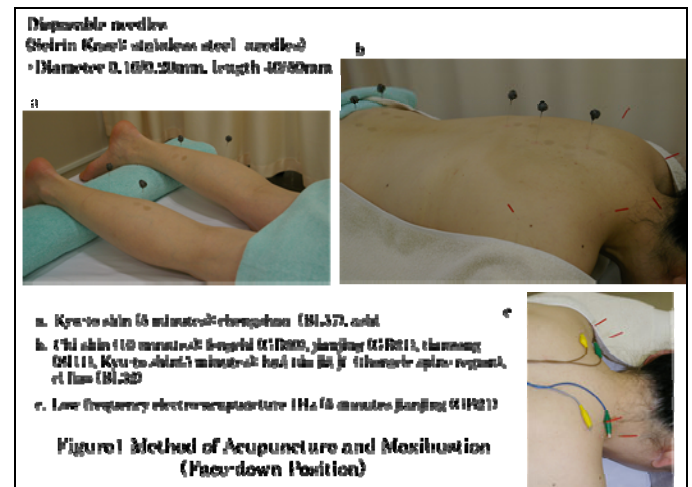 Disposable needles
(Seirin Kasei: stainless steel needles)
・Diameter 0.16/0.20mm, length 40/50mm
b
a
a. Kyu-to shin (5 minutes): chengshan (BL57), ashi
b. Chi shin (10 minutes): fengchi (GB20), jianjing (GB21), tianzong
(SI11), Kyu-to shin(5 minutes): hua tuo jia ji (thoracic spine region),
ci liao (BL32)
c. Low frequency electroacupuncture 1Hz (5 minutes jianjing (GB21)
Figure1 Method of Acupuncture and Moxibustion
(Face-down Position)